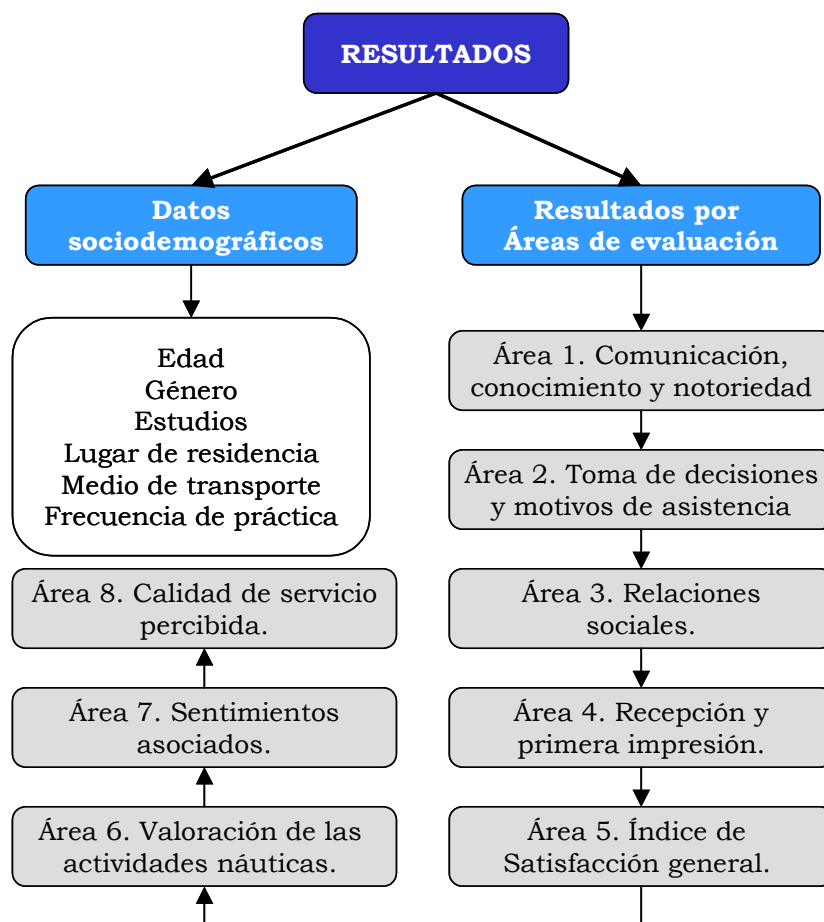 RESULTADOS
Datos
sociodemográficos
Edad
Género
Estudios
Lugar de residencia
Medio de transporte
Frecuencia de práctica
Resultados por
Áreas de evaluación
Área 1. Comunicación,
conocimiento y notoriedad
Área 2. Toma de decisiones
y motivos de asistencia
Área 3. Relaciones
sociales.
Área 4. Recepción y
primera impresión.
Área 5. Índice de
Satisfacción general.
Área 6. Valoración de las
actividades náuticas.
Área 7. Sentimientos
asociados.
Área 8. Calidad de servicio
percibida.